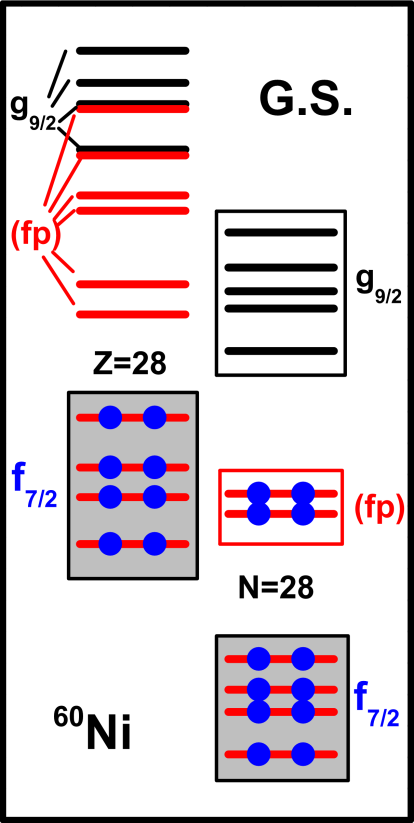 G.S.
g9/2
(fp)
g9/2
Z=28
f7/2
(fp)
N=28
f7/2
60Ni